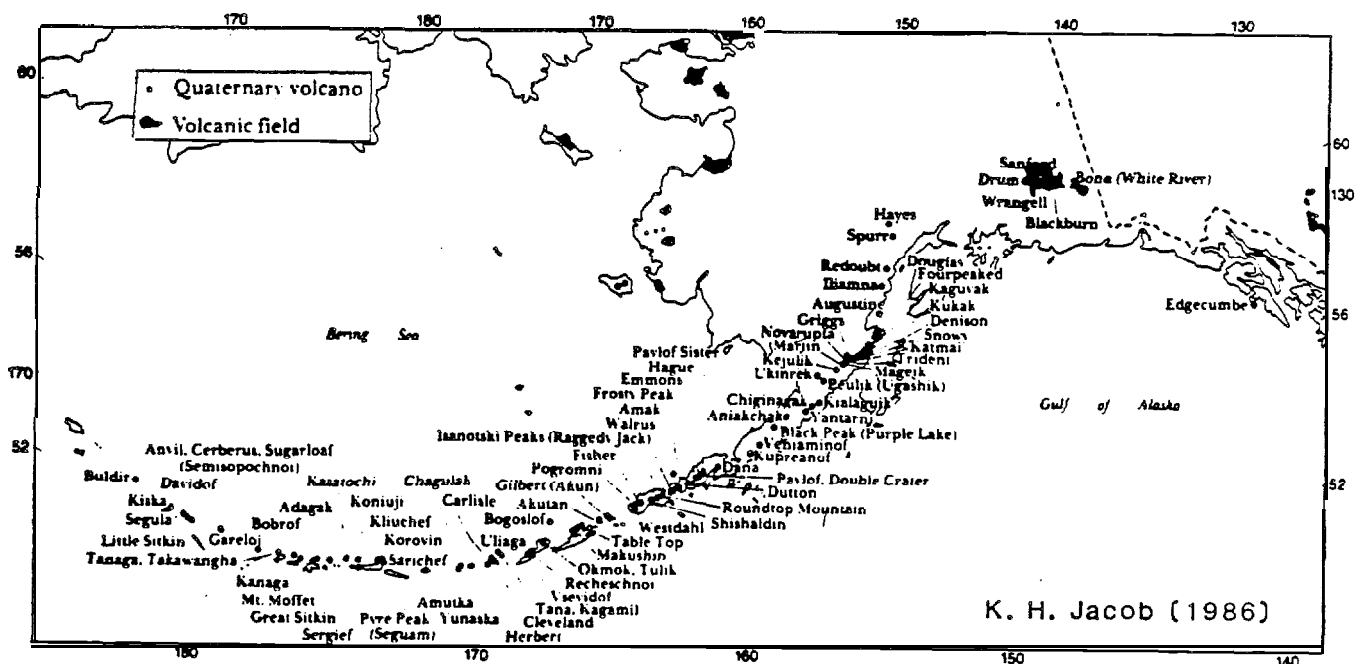 170 180 170 160 150 140 130
60
Quaternary volcano
Volcanic field
60
Sanford
Drum Bona (White River)
130
Wrangell
Blackburn
Hayes
Spurr
56
Redoubt Douglas
Fourpeaked
Iliamna Kaguyak
Augustine Kukak
Edgecumbe
56
Griggs Denison
Bering Sea
Novarupta Snowy
Martin Katmai
Pavlof Sister Trident
Kejulik Mageik
Hague
170
Ukinrek Peulik (Ugashik)
Emmons
Frosty Peak
Chiginagak Kialagvik
Gulf of Alaska
Amak
Aniakchak Yantarni
Walrus
Black Peak (Purple Lake)
Isanotski Peaks (Ragged Jack)
Veniaminof
52
Anvil, Cerberus, Sugarloaf
(Semisopochnoi)
Fisher Kupreanof
Pogromni Dana
Buldir
Davidof Kasatochi Chagulak Gilbert (Akun) Pavlof, Double Crater
52
Dutton
Kiska Adagak Koniuji Carlisle Akutan Roundtop Mountain
Segula Bobrof Kliuchef Bogoslof Westdahl Shishaldin
Little Sitkin Gareloi Korovin Uliaga Table Top
Tanaga, Takawangha Sarichef Makushin
Okmok, Tulik
Kanaga Recheschnoi
Mt. Moffet Amutka Vsevidof
Great Sitkin Pyre Peak Yunaska Tana, Kagamil
Sergief (Seguam) Cleveland
Herbert
K. H. Jacob (1986)
180 170 160 150 140